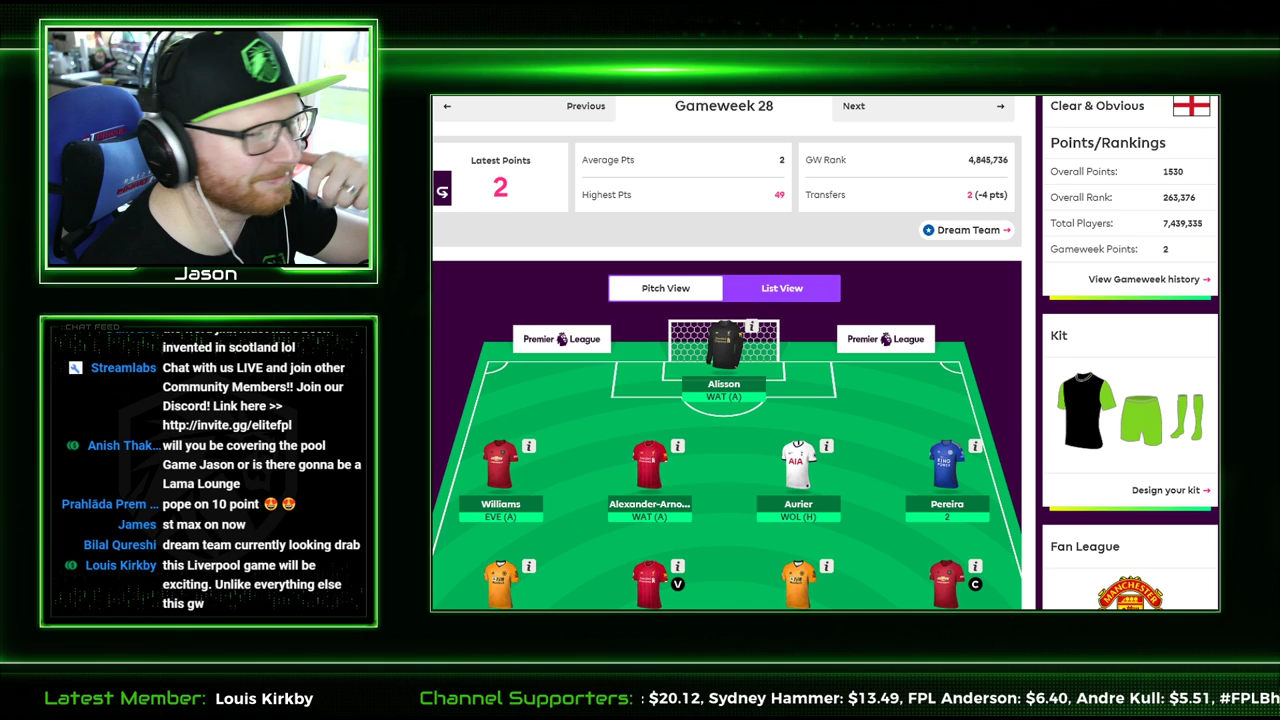 Jason
CHAT FEED
invented in scotland lol
Streamlabs Chat with us LIVE and join other
Community Members!! Join our
Discord! Link here >>
http://invite.gg/elitefpl
Anish Thak... will you be covering the pool
Game Jason or is there gonna be a
Lama Lounge
Prahlāda Prem ... pope on 10 point 🤩 🤩
James st max on now
Bilal Qureshi dream team currently looking drab
Louis Kirkby this Liverpool game will be
exciting. Unlike everything else
this gw
← Previous Gameweek 28 Next →
Latest Points
2
Average Pts 2
Highest Pts 49
GW Rank 4,845,736
Transfers 2 (-4 pts)
Dream Team →
Pitch View List View
Premier League Premier League
Alisson
WAT (A)
AIA
KING POWER
Williams Alexander-Arno... Aurier Pereira
EVE (A) WAT (A) WOL (H) 2
V C
Clear & Obvious
Points/Rankings
Overall Points: 1530
Overall Rank: 263,376
Total Players: 7,439,335
Gameweek Points: 2
View Gameweek history →
Kit
Design your kit →
Fan League
MANCHESTER
Latest Member: Louis Kirkby
Channel Supporters: : $20.12, Sydney Hammer: $13.49, FPL Anderson: $6.40, Andre Kull: $5.51, #FPLBh